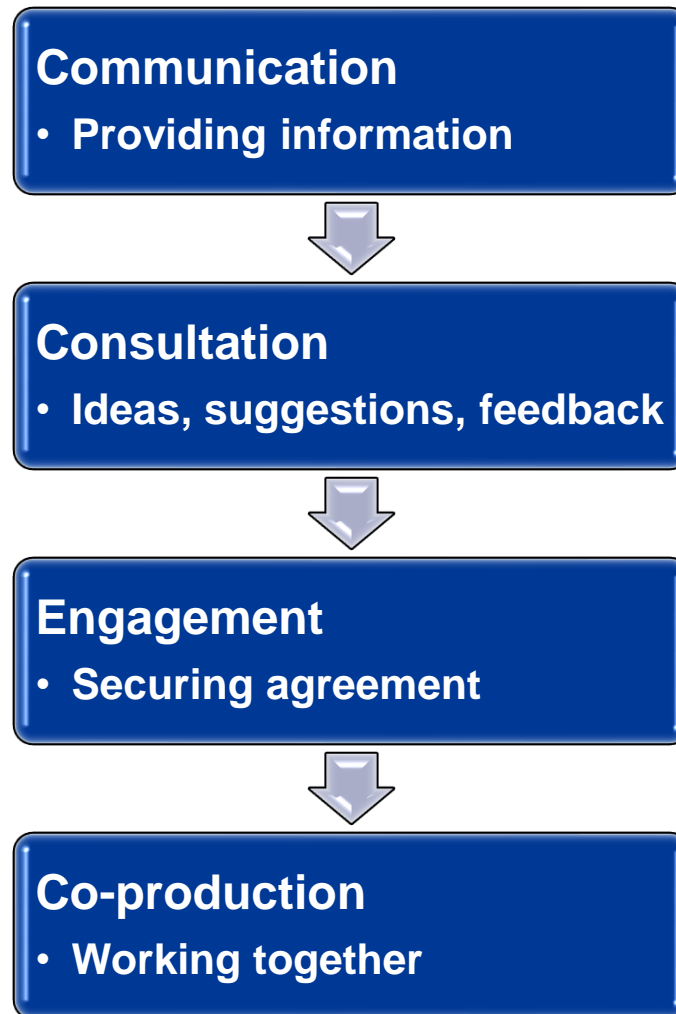 Communication
• Providing information
Consultation
• Ideas, suggestions, feedback
Engagement
• Securing agreement
Co-production
• Working together